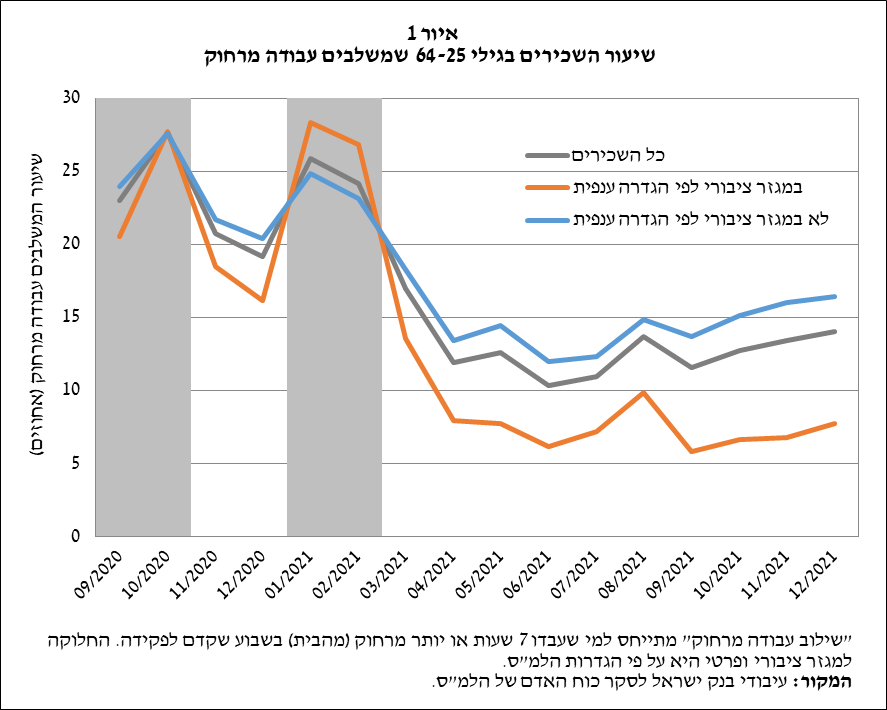 איור 1
שיעור השכירים בגילי 64-25 שמשלבים עבודה מרחוק
שיעור המשלבים עבודה מרחוק (אחוזים)
30
25
20
15
10
5
0
כל השכירים
במגזר ציבורי לפי הגדרה ענפית
לא במגזר ציבורי לפי הגדרה ענפית
09/2020
10/2020
11/2020
12/2020
01/2021
02/2021
03/2021
04/2021
05/2021
06/2021
07/2021
08/2021
09/2021
10/2021
11/2021
12/2021
"שילוב עבודה מרחוק" מתייחס למי שעבדו 7 שעות או יותר מרחוק (מהבית) בשבוע שקדם לפקידה. החלוקה
למגזר ציבורי ופרטי היא על פי הגדרות הלמ"ס.
המקור: עיבודי בנק ישראל לסקר כוח האדם של הלמ"ס.